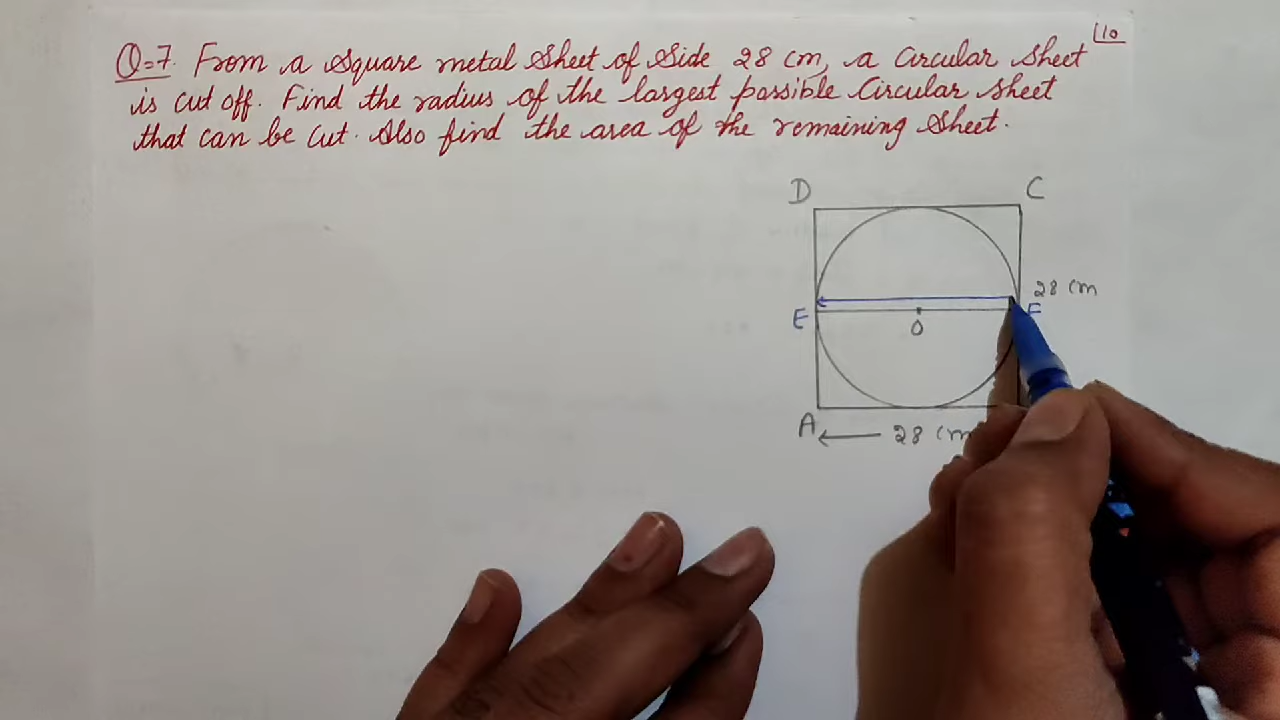 10
Q=7. From a square metal sheet of side 28 cm, a circular sheet
is cut off. Find the radius of the largest possible circular sheet
that can be cut. Also find the area of the remaining sheet.
D C
28 cm
E F
O
A 28 cm